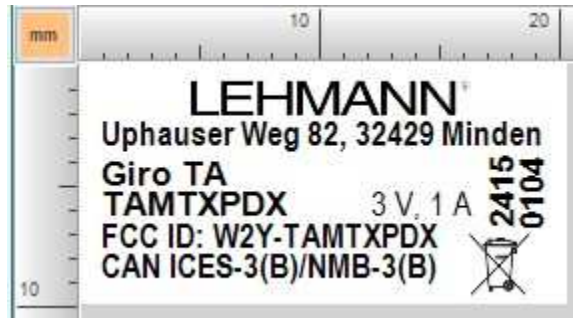 mm
10
20
10
LEHMANN®
Uphauser Weg 82, 32429 Minden
Giro TA
TAMTXPDX 3 V, 1 A
FCC ID: W2Y-TAMTXPDX
CAN ICES-3(B)/NMB-3(B)
2415
0104